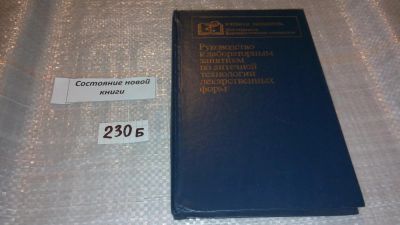 Состояние новой
книги
230 Б
Руководство
к лабораторным
занятиям
по аптечной
технологии
лекарственных
форм